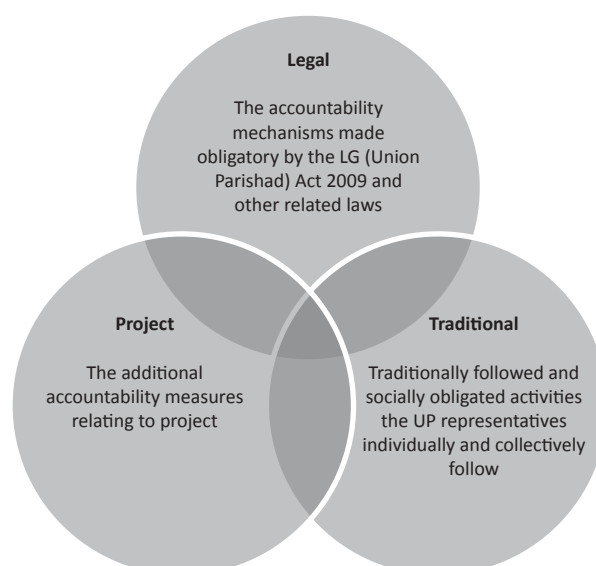 Legal
The accountability
mechanisms made
obligatory by the LG (Union
Parishad) Act 2009 and
other related laws
Project
The additional
accountability measures
relating to project
Traditional
Traditionally followed and
socially obligated activities
the UP representatives
individually and collectively
follow